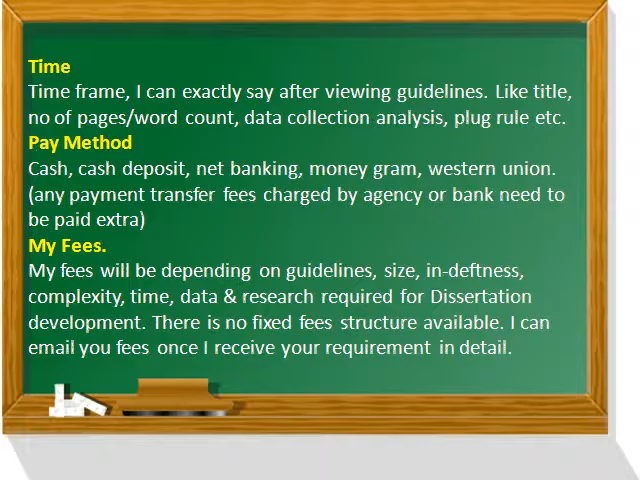 Time
Time frame, I can exactly say after viewing guidelines. Like title,
no of pages/word count, data collection analysis, plug rule etc.
Pay Method
Cash, cash deposit, net banking, money gram, western union.
(any payment transfer fees charged by agency or bank need to
be paid extra)
My Fees.
My fees will be depending on guidelines, size, in-deftness,
complexity, time, data & research required for Dissertation
development. There is no fixed fees structure available. I can
email you fees once I receive your requirement in detail.